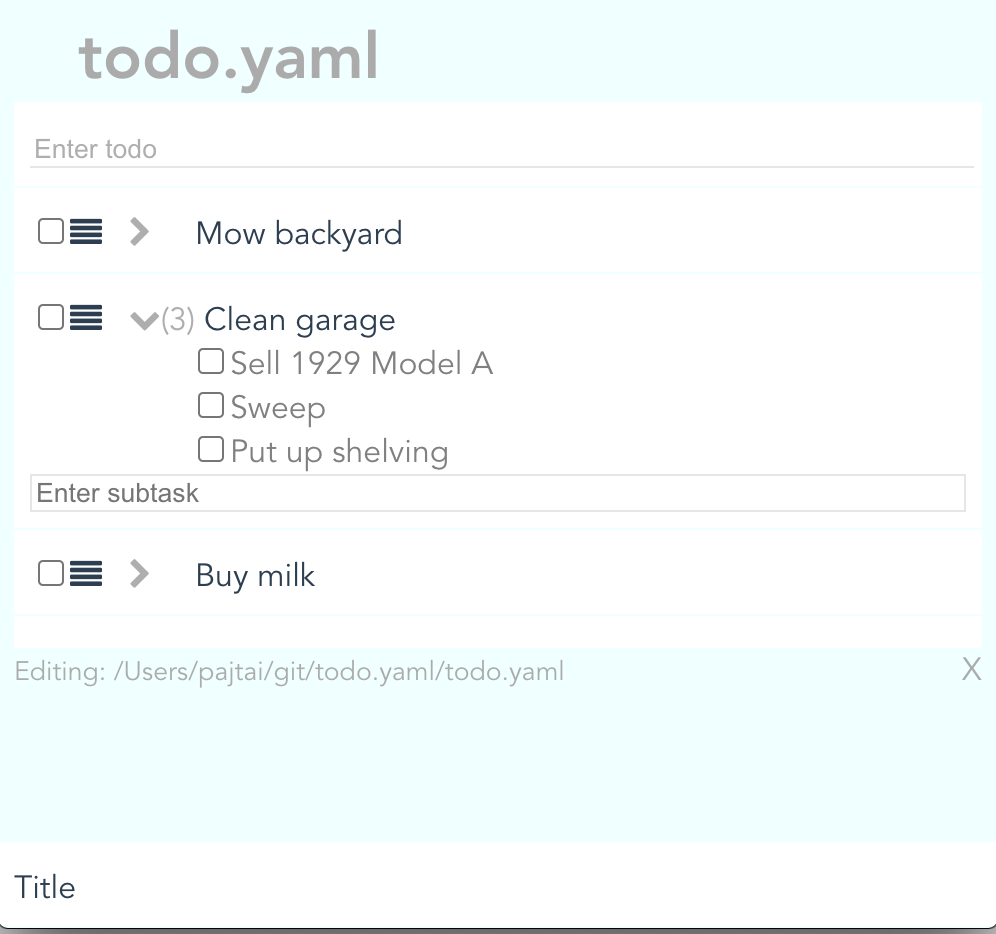 todo.yaml
Enter todo
Mow backyard
(3) Clean garage
Sell 1929 Model A
Sweep
Put up shelving
Enter subtask
Buy milk
Editing: /Users/pajtai/git/todo.yaml/todo.yaml X
Title